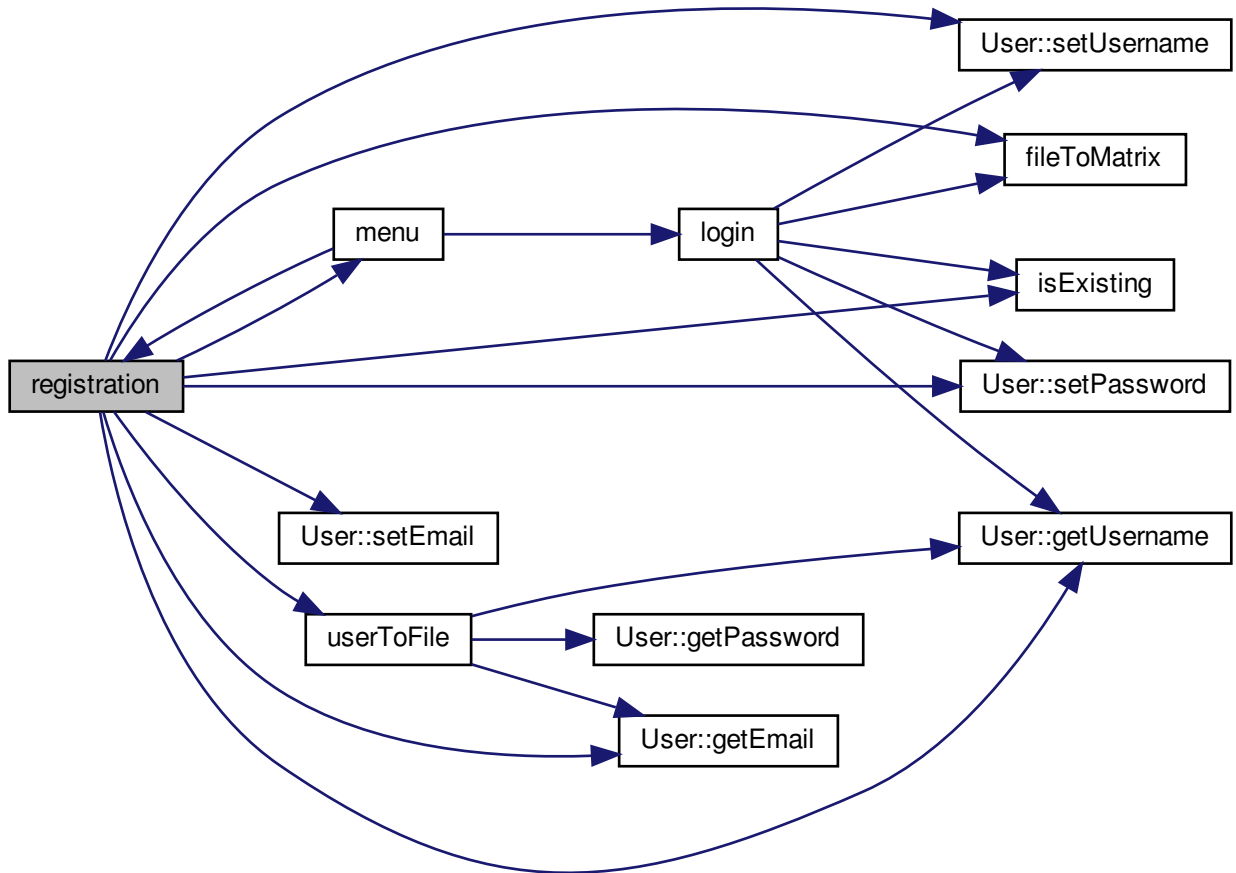 User::setUsername
fileToMatrix
menu
login
isExisting
registration
User::setPassword
User::setEmail
User::getUsername
userToFile
User::getPassword
User::getEmail